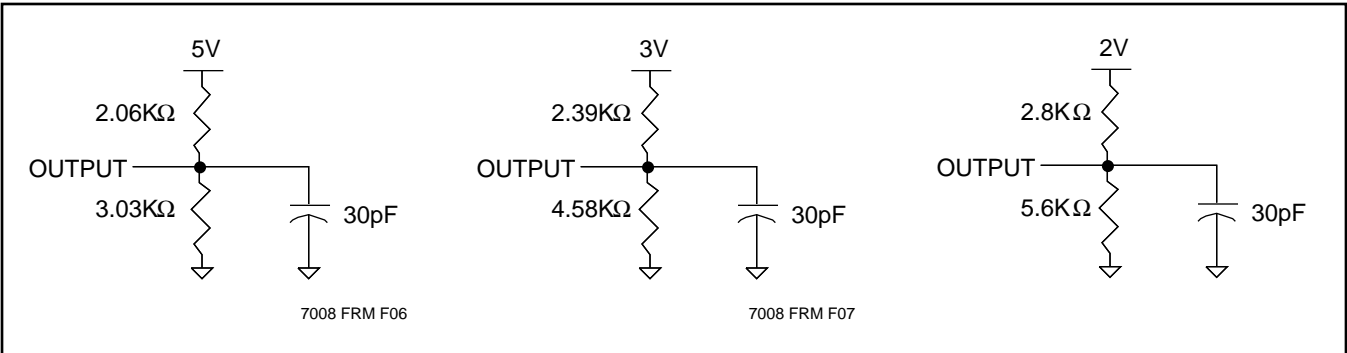 5V
2.06KΩ
OUTPUT
3.03KΩ
30pF
7008 FRM F06
3V
2.39KΩ
OUTPUT
4.58KΩ
30pF
7008 FRM F07
2V
2.8KΩ
OUTPUT
5.6KΩ
30pF